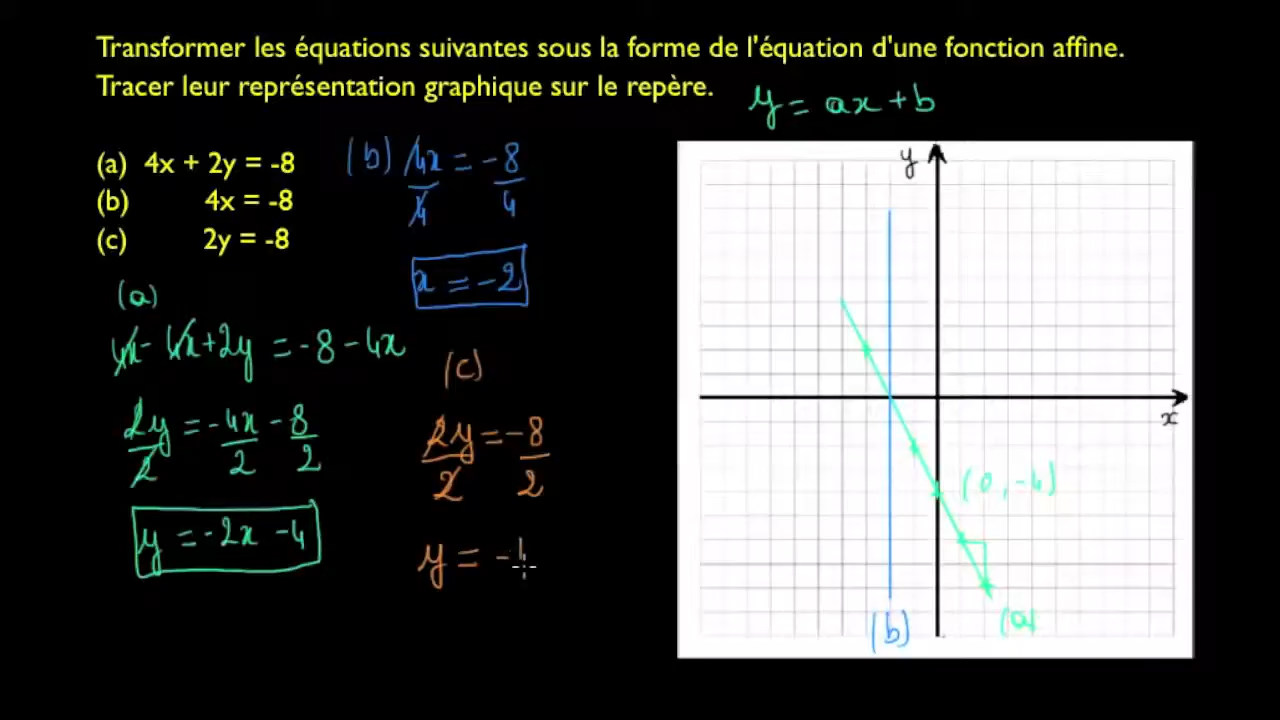 Transformer les équations suivantes sous la forme de l'équation d'une fonction affine.
Tracer leur représentation graphique sur le repère.
y = ax + b
(a) 4x + 2y = -8
(b) 4x = -8
(c) 2y = -8
(b) 4x/4 = -8/4
x = -2
(a)
4x - 4x + 2y = -8 - 4x
2y/2 = -4x/2 - 8/2
y = -2x - 4
(c)
2y/2 = -8/2
y = -
y
x
(0, -4)
(a)
(b)